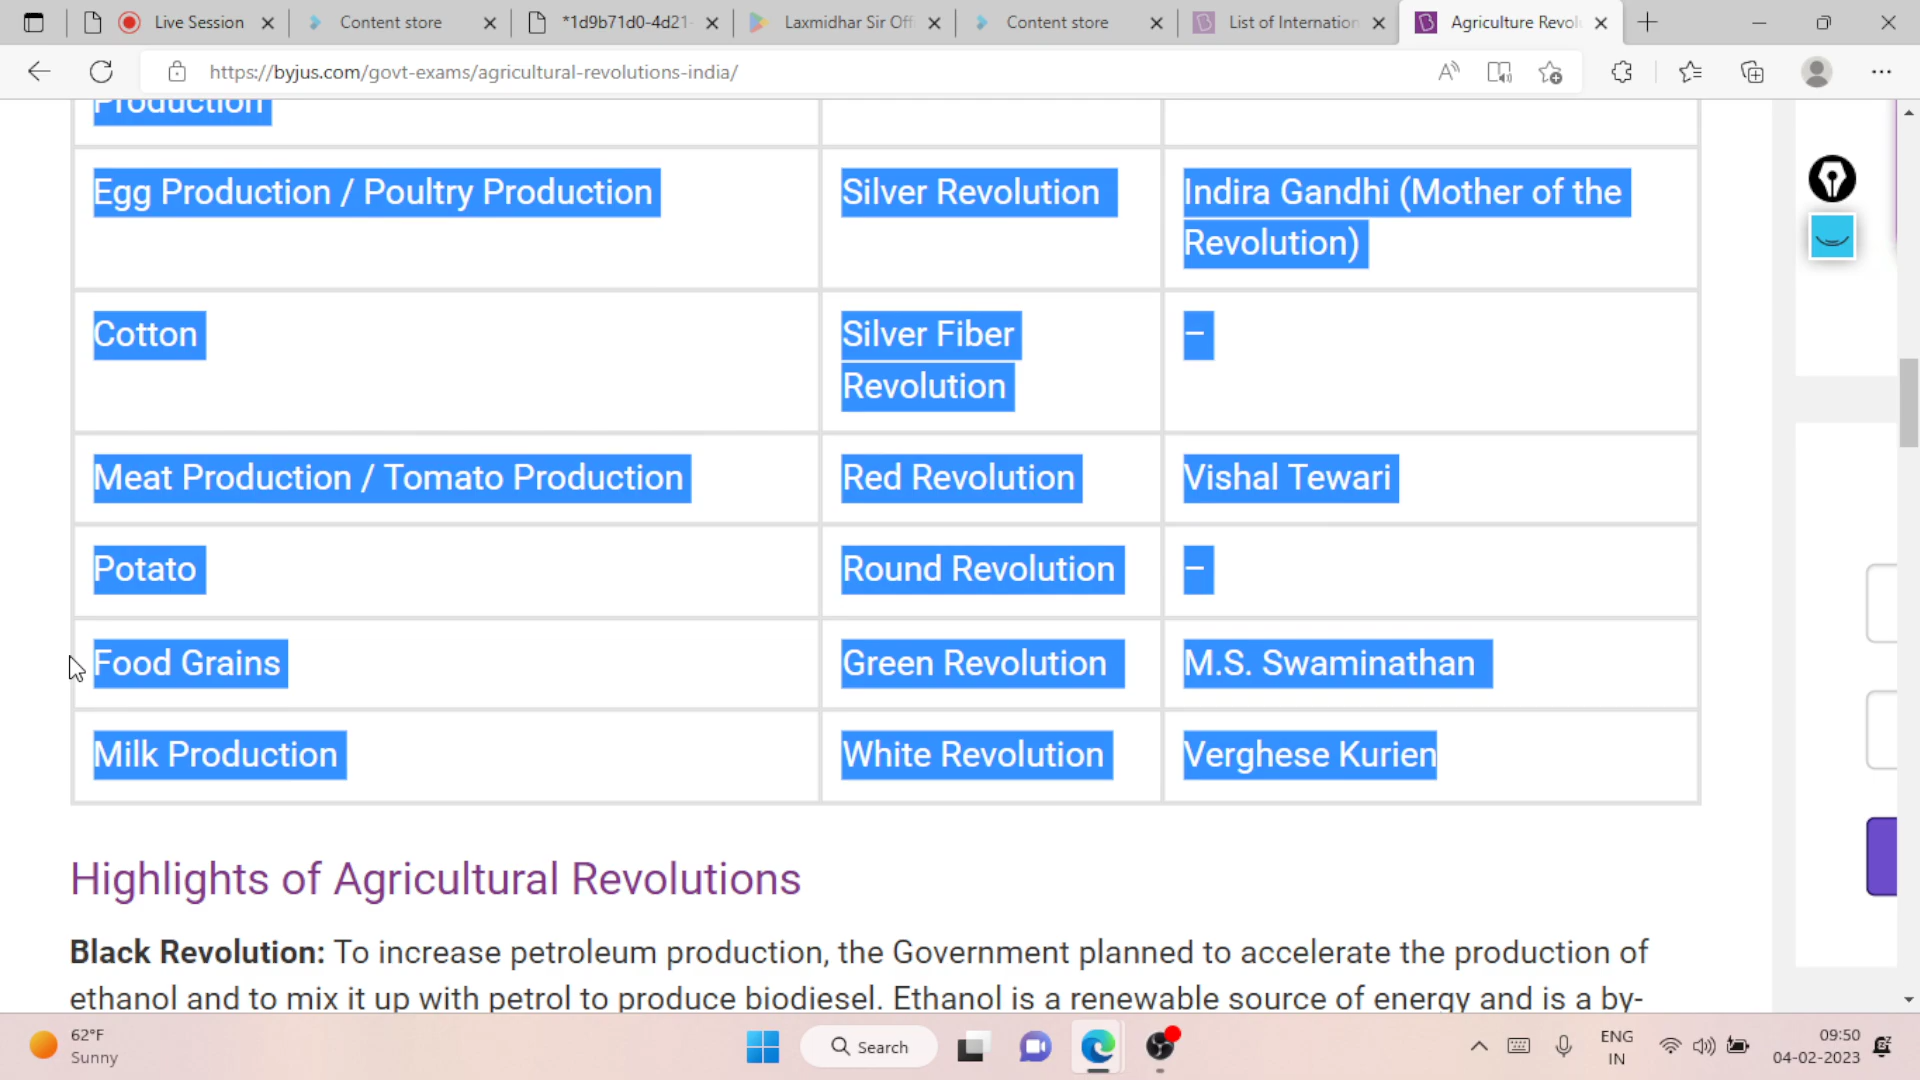 Live Session
Content store
*1d9b71d0-4d21-
Laxmidhar Sir Off
Content store
List of Internation
Agriculture Revol
https://byjus.com/govt-exams/agricultural-revolutions-india/
Production
Egg Production / Poultry Production
Silver Revolution
Indira Gandhi (Mother of the
Revolution)
Cotton
Silver Fiber
Revolution
–
Meat Production / Tomato Production
Red Revolution
Vishal Tewari
Potato
Round Revolution
–
Food Grains
Green Revolution
M.S. Swaminathan
Milk Production
White Revolution
Verghese Kurien
Highlights of Agricultural Revolutions
Black Revolution: To increase petroleum production, the Government planned to accelerate the production of
ethanol and to mix it up with petrol to produce biodiesel. Ethanol is a renewable source of energy and is a by-
62°F
Sunny
Search
ENG
IN
09:50
04-02-2023